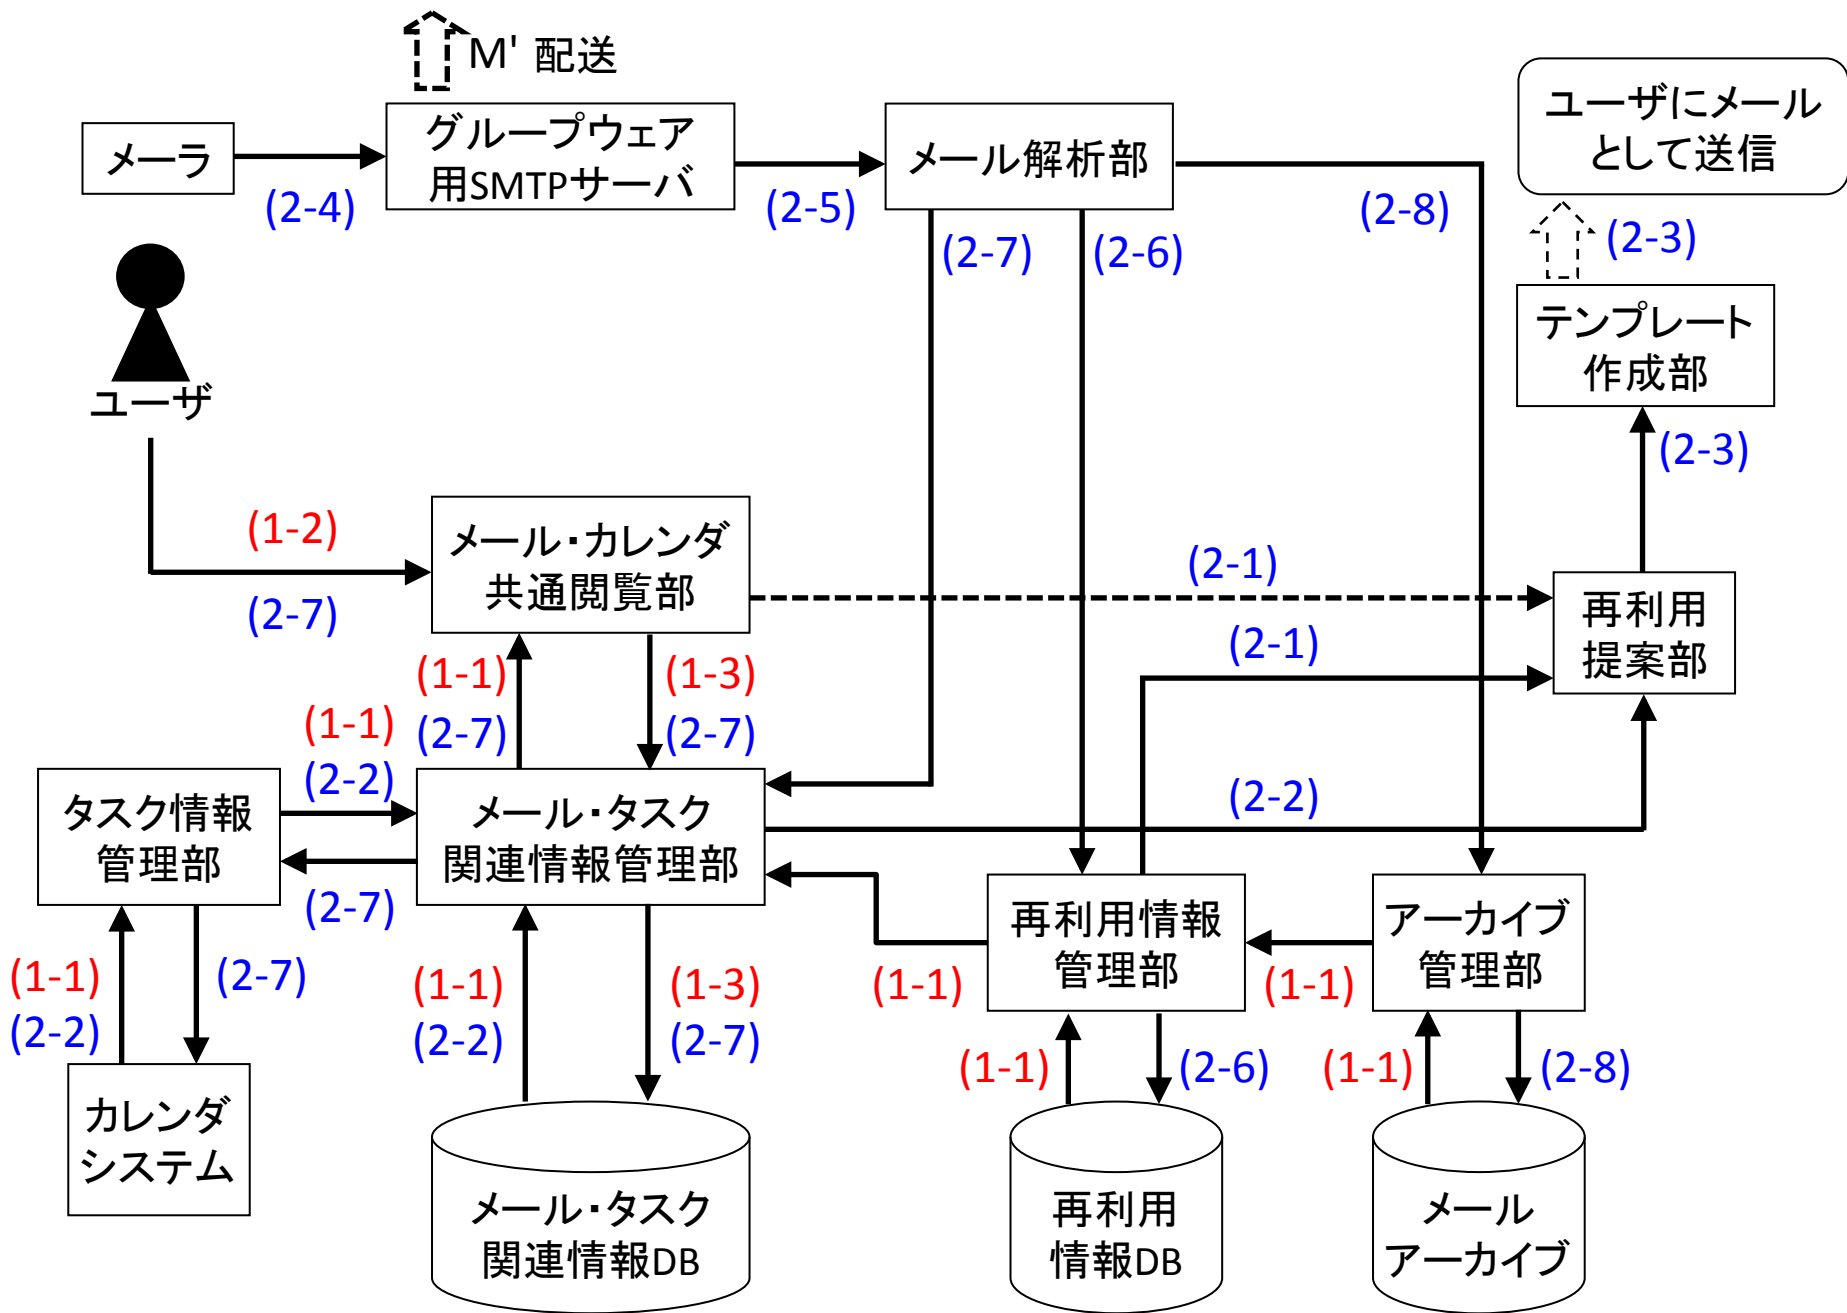 M' 配送
メーラ
(2-4)
グループウェア
用SMTPサーバ
(2-5)
メール解析部
(2-7)
(2-6)
(2-8)
ユーザにメール
として送信
(2-3)
テンプレート
作成部
(2-3)
ユーザ
(1-2)
(2-7)
メール・カレンダ
共通閲覧部
(2-1)
(2-1)
再利用
提案部
(1-1)
(2-7)
(1-3)
(2-7)
(1-1)
(2-2)
タスク情報
管理部
(2-7)
メール・タスク
関連情報管理部
(2-2)
再利用情報
管理部
アーカイブ
管理部
(1-1)
(2-2)
(2-7)
(1-1)
(2-2)
(1-3)
(2-7)
(1-1)
(1-1)
(1-1)
(2-6)
(1-1)
(2-8)
カレンダ
システム
メール・タスク
関連情報DB
再利用
情報DB
メール
アーカイブ